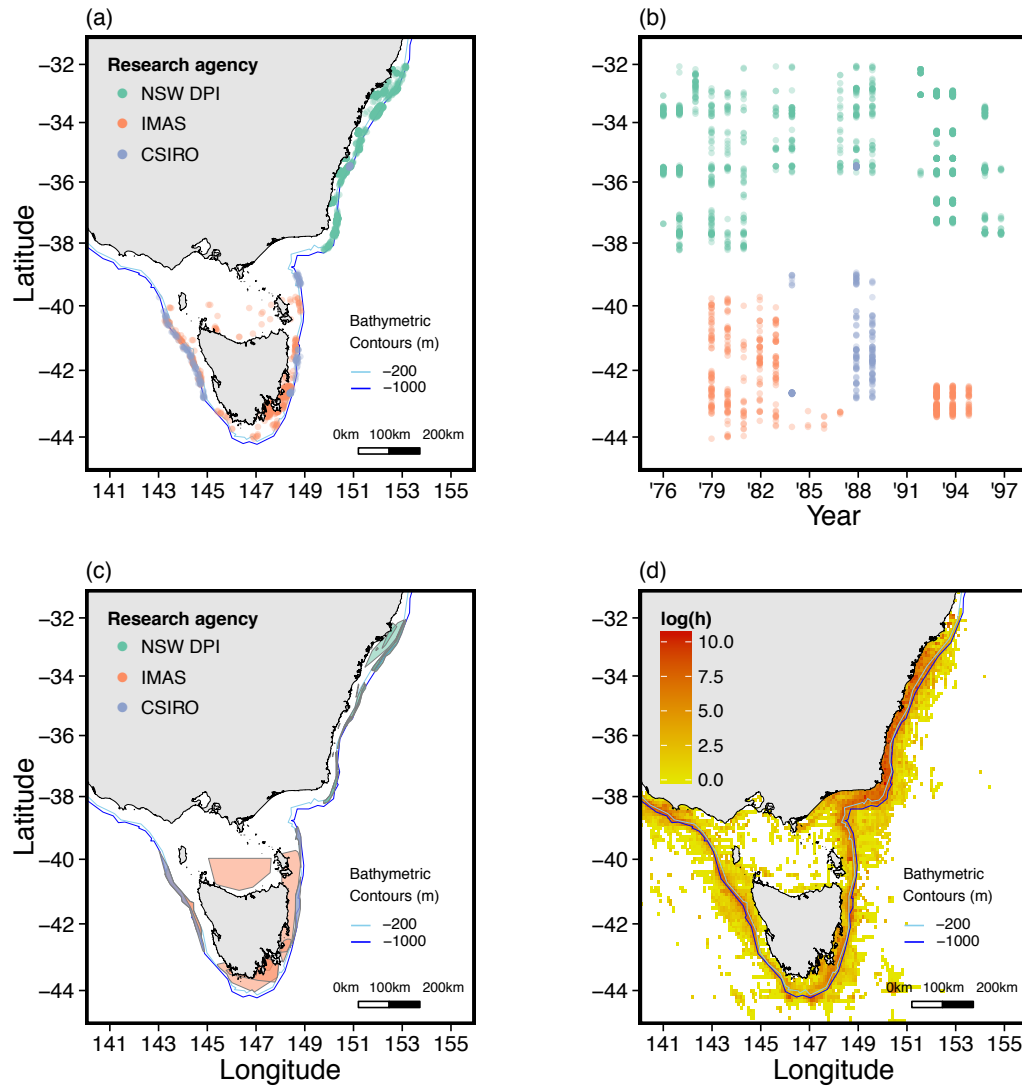 (a)
Research agency
NSW DPI
IMAS
CSIRO
Bathymetric
Contours (m)
−200
−1000
0km 100km 200km
−32
−34
−36
−38
−40
−42
−44
Latitude
141 143 145 147 149 151 153 155
(b)
−32
−34
−36
−38
−40
−42
−44
'76 '79 '82 '85 '88 '91 '94 '97
Year
(c)
Research agency
NSW DPI
IMAS
CSIRO
Bathymetric
Contours (m)
−200
−1000
0km 100km 200km
−32
−34
−36
−38
−40
−42
−44
Latitude
141 143 145 147 149 151 153 155
Longitude
(d)
log(h)
10.0
7.5
5.0
2.5
0.0
Bathymetric
Contours (m)
−200
−1000
0km 100km 200km
−32
−34
−36
−38
−40
−42
−44
141 143 145 147 149 151 153 155
Longitude